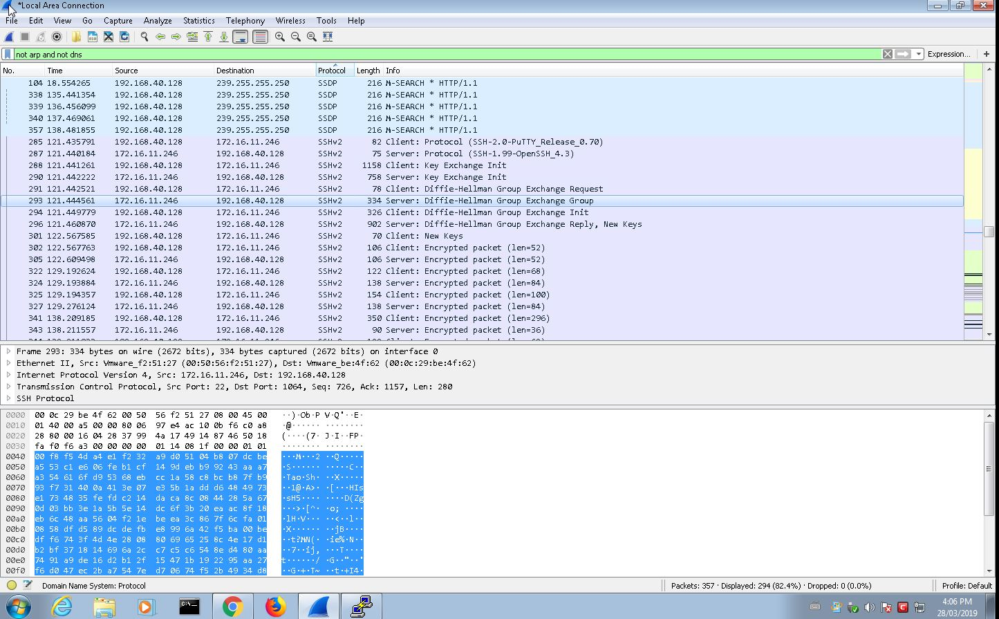 *Local Area Connection
File Edit View Go Capture Analyze Statistics Telephony Wireless Tools Help
not arp and not dns Expression... +
No. Time Source Destination Protocol Length Info
104 18.554265 192.168.40.128 239.255.255.250 SSDP 216 M-SEARCH * HTTP/1.1
338 135.441354 192.168.40.128 239.255.255.250 SSDP 216 M-SEARCH * HTTP/1.1
339 136.456099 192.168.40.128 239.255.255.250 SSDP 216 M-SEARCH * HTTP/1.1
340 137.469061 192.168.40.128 239.255.255.250 SSDP 216 M-SEARCH * HTTP/1.1
357 138.481855 192.168.40.128 239.255.255.250 SSDP 216 M-SEARCH * HTTP/1.1
285 121.435791 192.168.40.128 172.16.11.246 SSHv2 82 Client: Protocol (SSH-2.0-PuTTY_Release_0.70)
287 121.440184 172.16.11.246 192.168.40.128 SSHv2 75 Server: Protocol (SSH-1.99-OpenSSH_4.3)
288 121.441261 192.168.40.128 172.16.11.246 SSHv2 1158 Client: Key Exchange Init
290 121.442222 172.16.11.246 192.168.40.128 SSHv2 758 Server: Key Exchange Init
291 121.442521 192.168.40.128 172.16.11.246 SSHv2 78 Client: Diffie-Hellman Group Exchange Request
293 121.444561 172.16.11.246 192.168.40.128 SSHv2 334 Server: Diffie-Hellman Group Exchange Group
294 121.449779 192.168.40.128 172.16.11.246 SSHv2 326 Client: Diffie-Hellman Group Exchange Init
296 121.460870 172.16.11.246 192.168.40.128 SSHv2 902 Server: Diffie-Hellman Group Exchange Reply, New Keys
301 122.567585 192.168.40.128 172.16.11.246 SSHv2 70 Client: New Keys
302 122.567763 192.168.40.128 172.16.11.246 SSHv2 106 Client: Encrypted packet (len=52)
305 122.609498 172.16.11.246 192.168.40.128 SSHv2 106 Server: Encrypted packet (len=52)
322 129.192624 192.168.40.128 172.16.11.246 SSHv2 122 Client: Encrypted packet (len=68)
324 129.193884 172.16.11.246 192.168.40.128 SSHv2 138 Server: Encrypted packet (len=84)
325 129.194357 192.168.40.128 172.16.11.246 SSHv2 154 Client: Encrypted packet (len=100)
327 129.276124 172.16.11.246 192.168.40.128 SSHv2 138 Server: Encrypted packet (len=84)
341 138.209185 192.168.40.128 172.16.11.246 SSHv2 350 Client: Encrypted packet (len=296)
343 138.211557 172.16.11.246 192.168.40.128 SSHv2 90 Server: Encrypted packet (len=36)
Frame 293: 334 bytes on wire (2672 bits), 334 bytes captured (2672 bits) on interface 0
Ethernet II, Src: Vmware_f2:51:27 (00:50:56:f2:51:27), Dst: Vmware_be:4f:62 (00:0c:29:be:4f:62)
Internet Protocol Version 4, Src: 172.16.11.246, Dst: 192.168.40.128
Transmission Control Protocol, Src Port: 22, Dst Port: 1064, Seq: 726, Ack: 1157, Len: 280
SSH Protocol
0000 00 0c 29 be 4f 62 00 50 56 f2 51 27 08 00 45 00 ··)·Ob·P V·Q'··E·
0010 01 40 00 a5 00 00 80 06 97 e4 ac 10 0b f6 c0 a8 ·@······ ········
0020 28 80 00 16 04 28 37 99 4a 17 49 14 87 46 50 18 (····(7· J·I··FP·
0030 fa f0 f6 a3 00 00 00 00 01 14 08 1f 00 00 01 01 ········ ········
0040 00 f8 f5 4d a4 e1 f2 32 a9 d0 51 04 b8 07 dc be ···M···2 ··Q·····
0050 a5 53 c1 e6 06 fe b1 cf 14 9d eb b9 92 43 aa a7 ·S······ ·····C··
0060 a3 54 61 6f d9 53 68 eb cc 1a 58 c8 bc b8 7f b9 ·Tao·Sh· ··X·····
0070 93 f7 31 40 0a 41 3e 07 e3 5b 1a dd d6 48 49 73 ··1@·A>· ·[···HIs
0080 e1 73 48 35 fe fd c2 14 da ca 8c 08 44 28 5a 67 ·sH5···· ····D(Zg
0090 0d 03 bb 3e 1a 5b 5e 14 dc 6f 3b 20 ea ac 8f 18 ···>·[^· ·o; ····
00a0 eb 6c 48 aa 56 04 f2 1e be ea 3c 86 7f 6c fa 01 ·lH·V··· ··<··l··
00b0 08 58 df d5 89 dc de fb e8 99 6a 42 f5 ba 00 be ·X······ ··jB····
00c0 df f6 74 3f 4d 4e 28 08 80 69 65 25 8c 4e 17 d1 ··t?MN(· ·ie%·N··
00d0 b2 bf 37 18 14 69 6a 2c c7 c5 c6 54 8e d4 80 aa ··7··ij, ···T····
00e0 74 91 a9 de 16 d2 b1 2f 15 47 1b 19 22 95 aa 27 t······/ ·G··"··'
00f0 f6 d0 47 ec 2b a7 54 7e d7 06 74 f5 2b 49 34 d8 ··G·+·T~ ··t·+I4·
Domain Name System: Protocol Packets: 357 · Displayed: 294 (82.4%) · Dropped: 0 (0.0%) Profile: Default
4:06 PM
28/03/2019